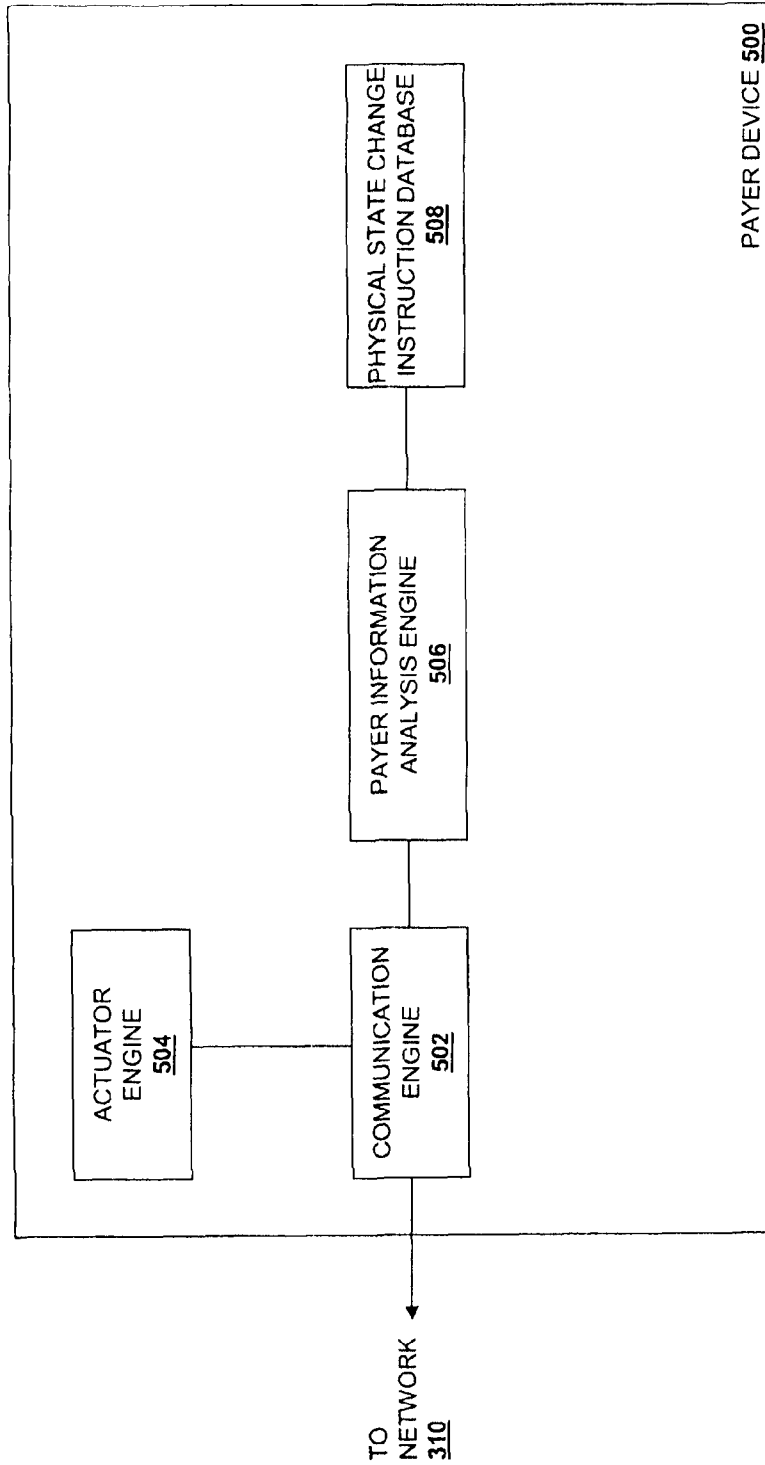 ACTUATOR
ENGINE
504
TO
NETWORK
310
COMMUNICATION
ENGINE
502
PAYER INFORMATION
ANALYSIS ENGINE
506
PHYSICAL STATE CHANGE
INSTRUCTION DATABASE
508
PAYER DEVICE 500